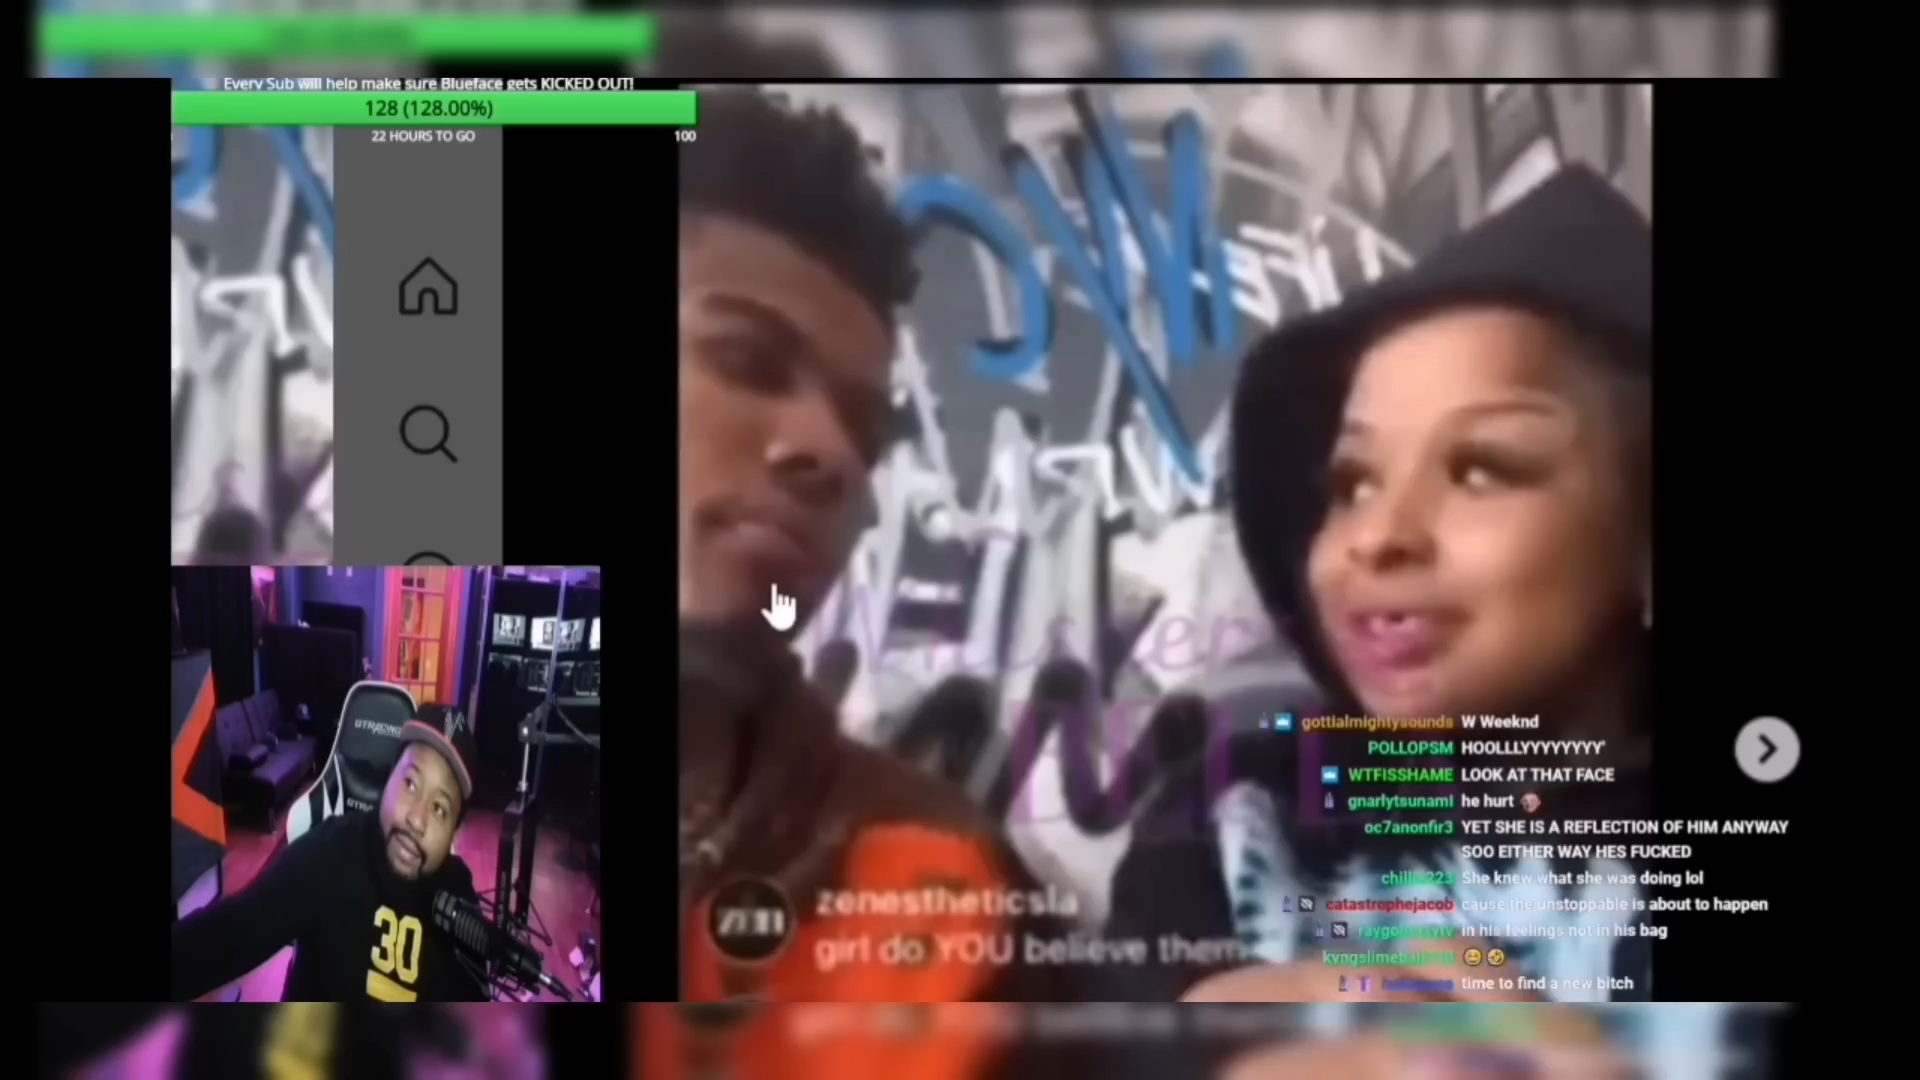 Every Sub will help make sure Blueface gets KICKED OUT!
128 (128.00%)
22 HOURS TO GO
100
GTRACING
GTRA
30
Whisker
zenestheticsla
girl do YOU believe them
ZEN
gottialmightysounds W Weeknd
POLLOPSM HOOLLLYYYYYYYY'
WTFISSHAME LOOK AT THAT FACE
gnarlytsunami he hurt
oc7anonfir3 YET SHE IS A REFLECTION OF HIM ANYWAY
SOO EITHER WAY HES FUCKED
She knew what she was doing lol
catastrophejacob cause the unstoppable is about to happen
in his feelings not in his bag
😄 🤣
time to find a new bitch